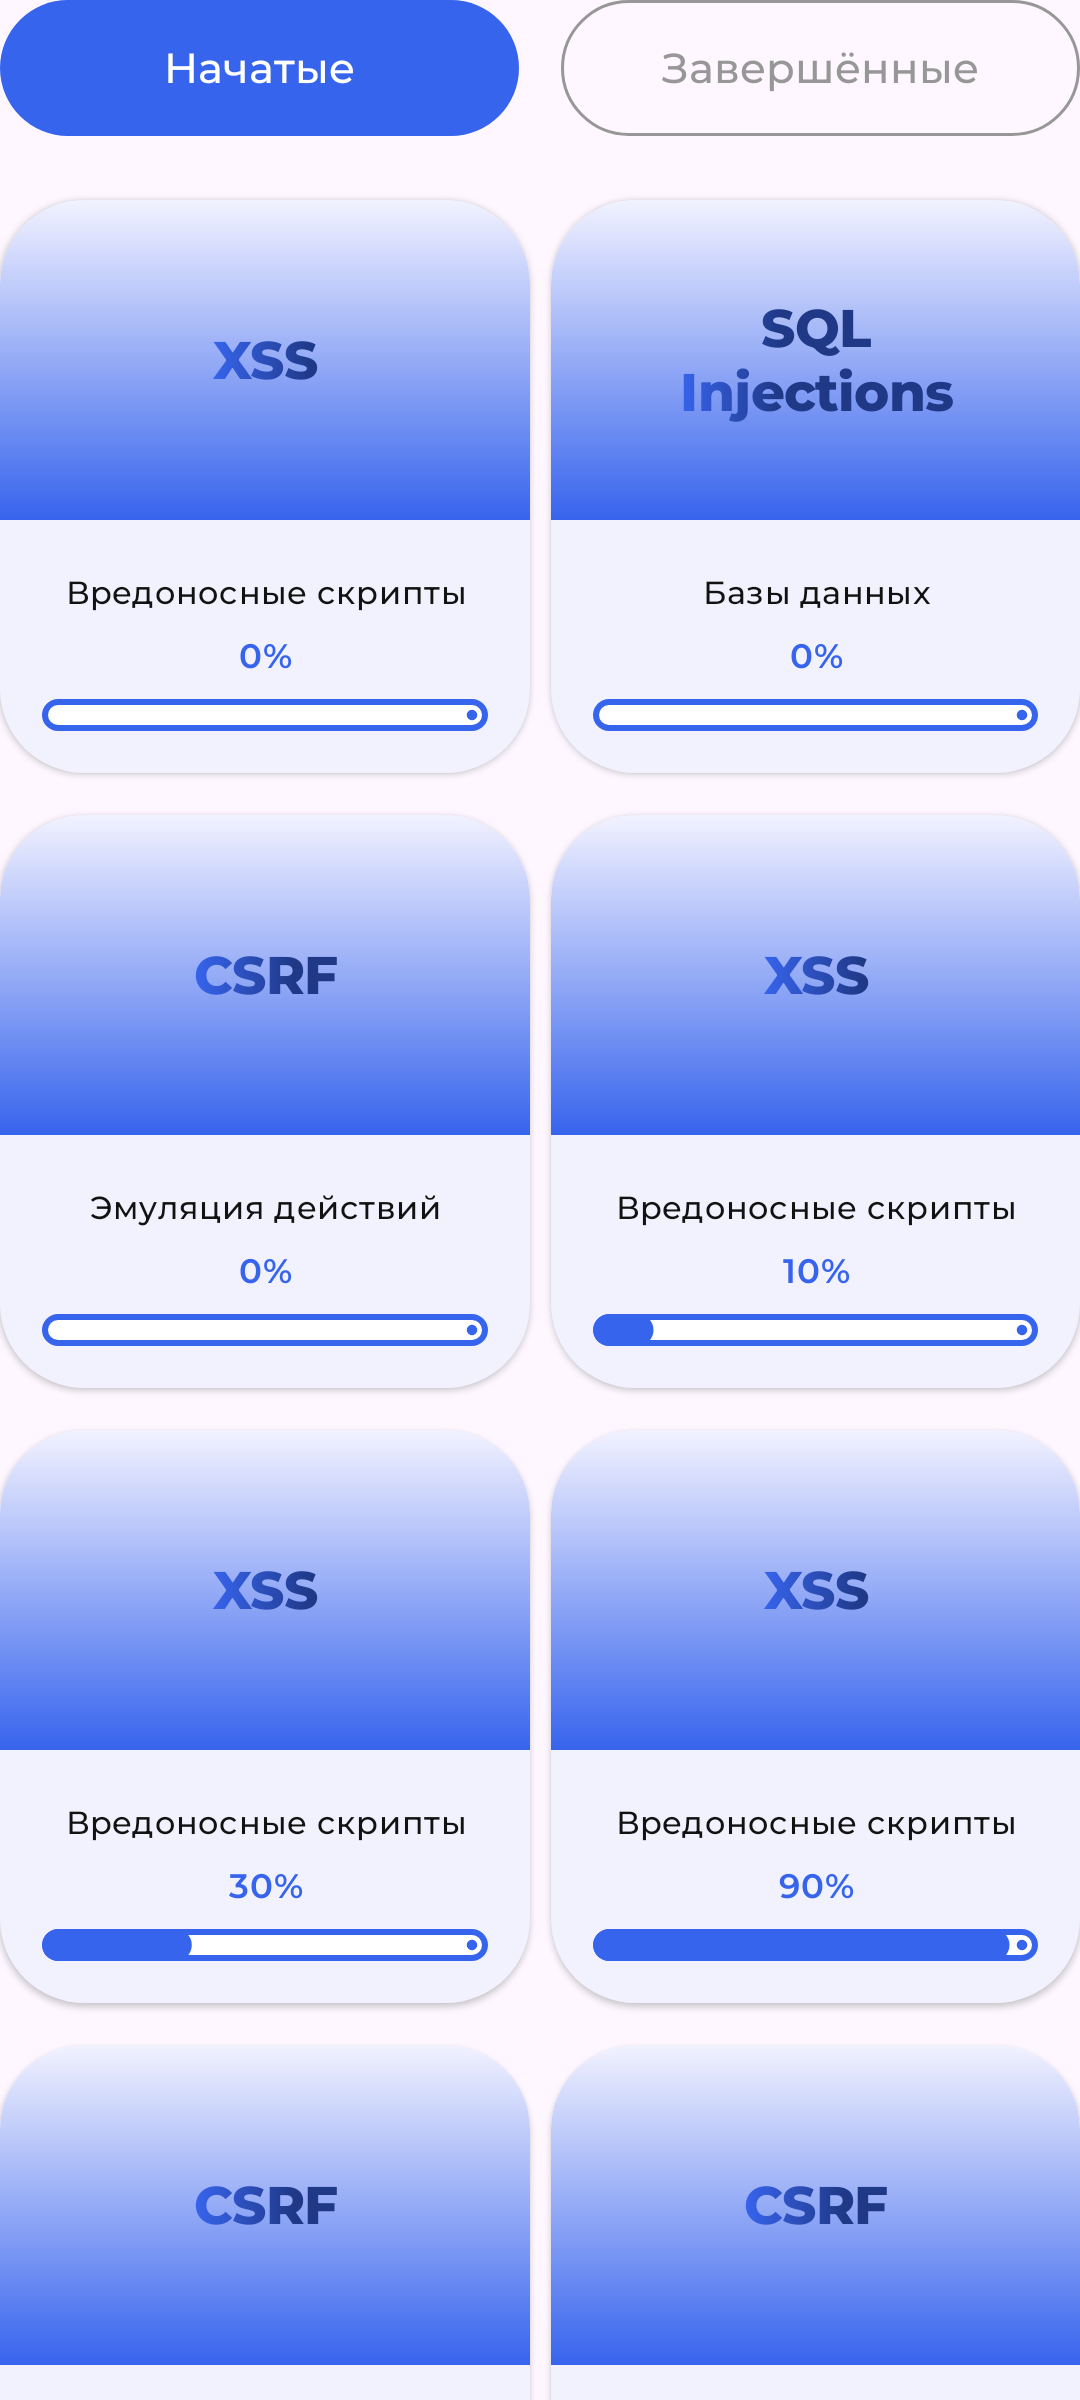 Начатые
Завершённые
XSS
Вредоносные скрипты
0%
SQL
Injections
Базы данных
0%
CSRF
Эмуляция действий
0%
XSS
Вредоносные скрипты
10%
XSS
Вредоносные скрипты
30%
XSS
Вредоносные скрипты
90%
CSRF
CSRF